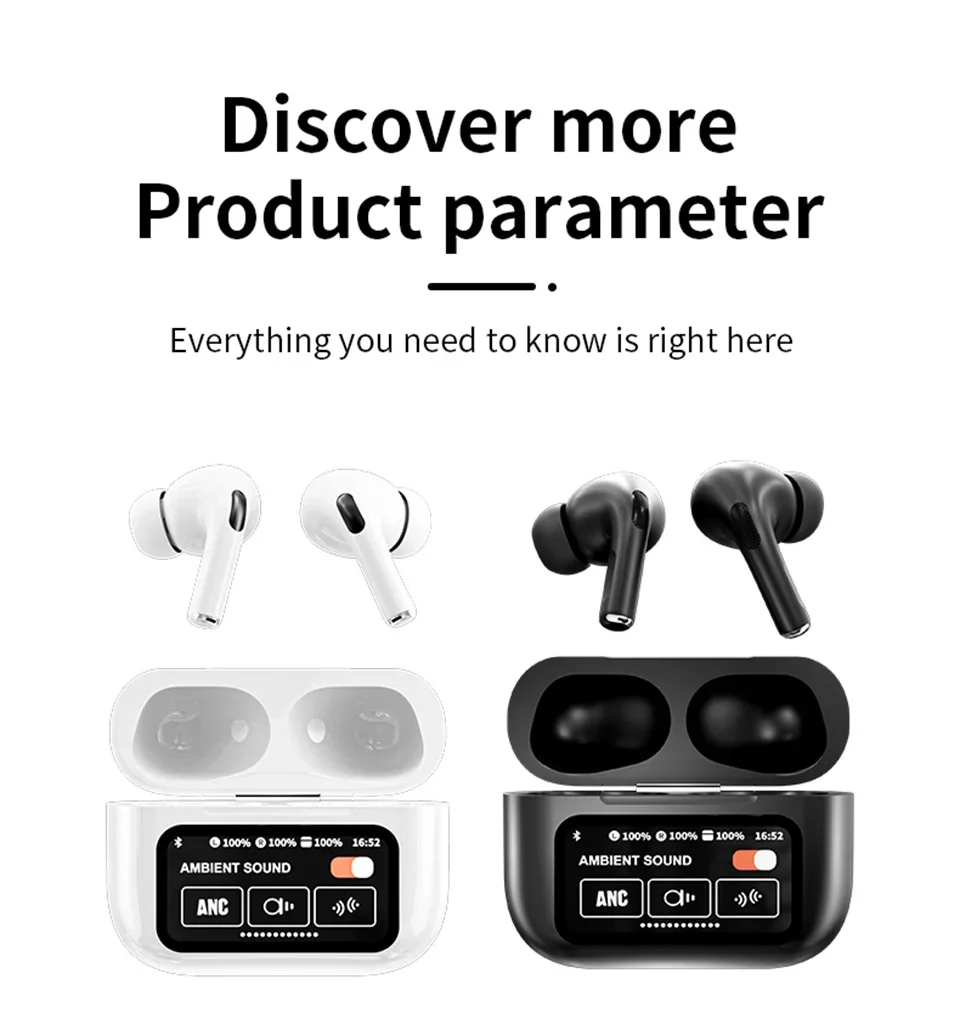 Discover more
Product parameter
Everything you need to know is right here
L 100% R 100% 100% 16:52
AMBIENT SOUND
ANC
L 100% R 100% 100% 16:52
AMBIENT SOUND
ANC